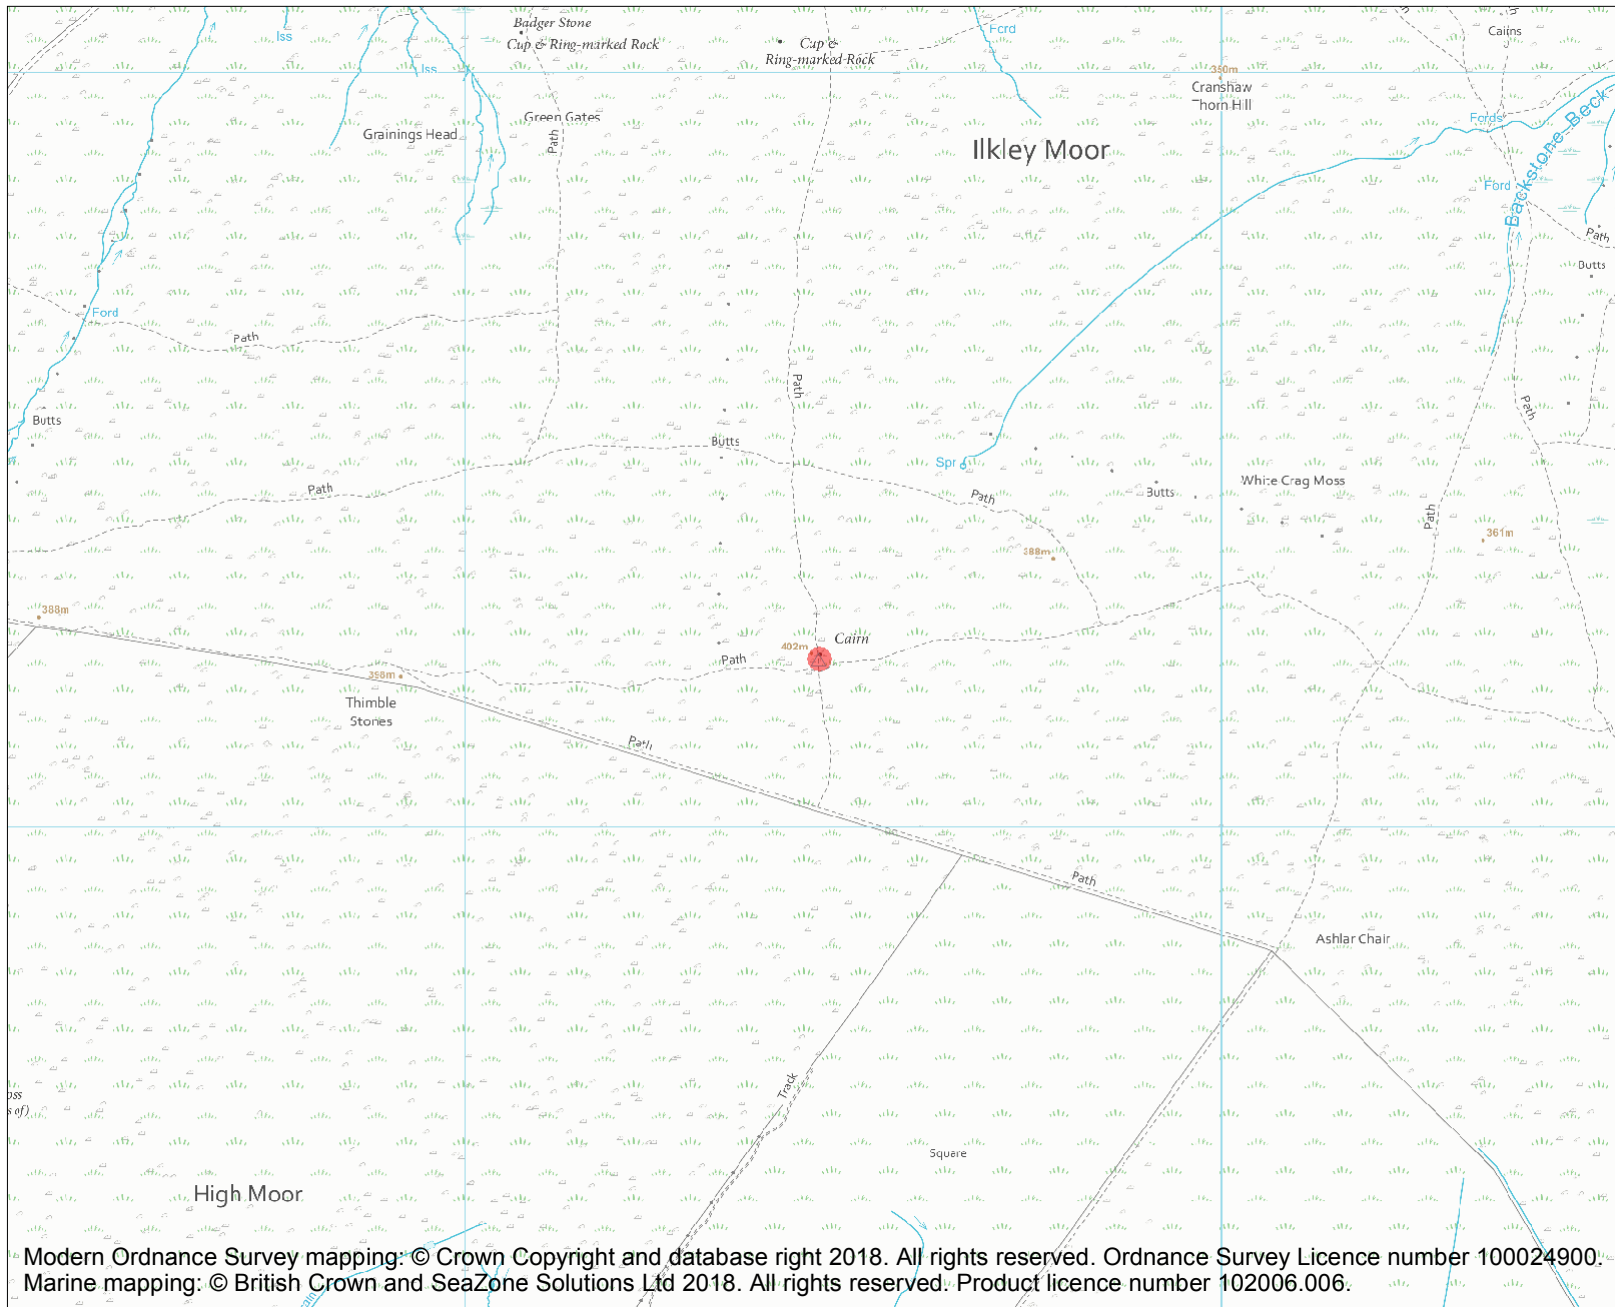 Badger Stone
Cup & Ring-marked Rock
Cup &
Ring-marked Rock
Iss
Iss
Ford
Cairns
350m
Cranshaw
Thorn Hill
Grainings Head
Green Gates
Path
Ilkley Moor
Fords
Backstone Beck
Ford
Path
Butts
Ford
Path
Path
Path
Butts
Butts
Spr
Path
Path
Butts
White Crag Moss
Path
361m
388m
388m
Cairn
402m
Path
398m
Thimble
Stones
Path
Path
Ashlar Chair
Track
oss
s of)
Square
High Moor
Modern Ordnance Survey mapping: © Crown Copyright and database right 2018. All rights reserved. Ordnance Survey Licence number 100024900.
Marine mapping: © British Crown and SeaZone Solutions Ltd 2018. All rights reserved. Product licence number 102006.006.